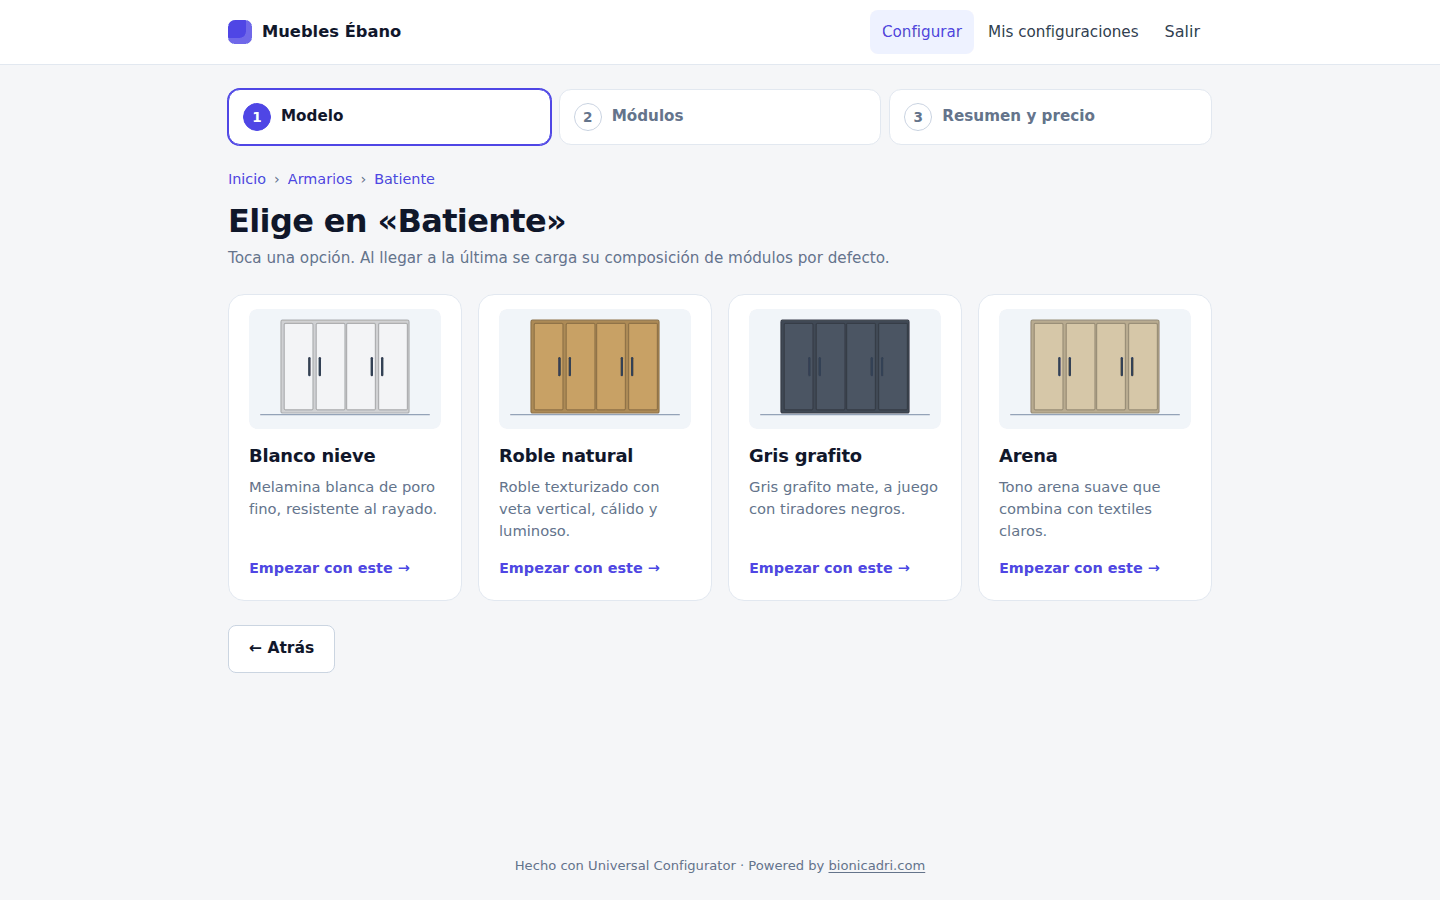 Muebles Ébano
Configurar
Mis configuraciones
Salir
1 Modelo
2 Módulos
3 Resumen y precio
Inicio › Armarios › Batiente
Elige en «Batiente»
Toca una opción. Al llegar a la última se carga su composición de módulos por defecto.
Blanco nieve
Melamina blanca de poro
fino, resistente al rayado.
Empezar con este →
Roble natural
Roble texturizado con
veta vertical, cálido y
luminoso.
Empezar con este →
Gris grafito
Gris grafito mate, a juego
con tiradores negros.
Empezar con este →
Arena
Tono arena suave que
combina con textiles
claros.
Empezar con este →
← Atrás
Hecho con Universal Configurator · Powered by bionicadri.com